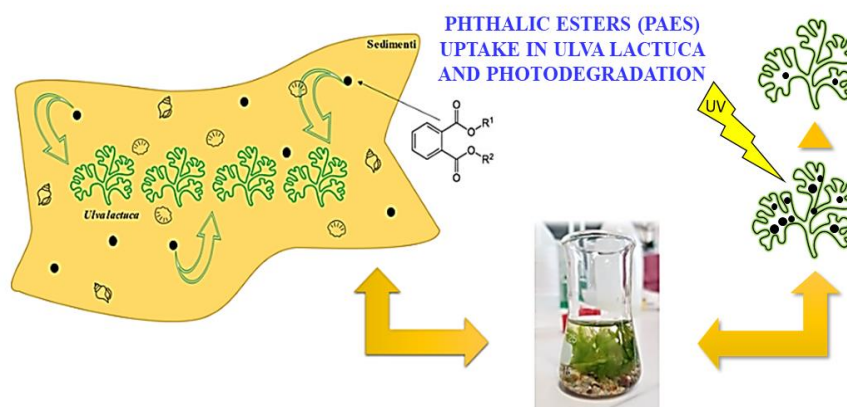 PHTHALIC ESTERS (PAES)
UPTAKE IN ULVA LACTUCA
AND PHOTODEGRADATION
Sedimenti
O
O
R¹
O
R²
O
Ulva lactuca
UV